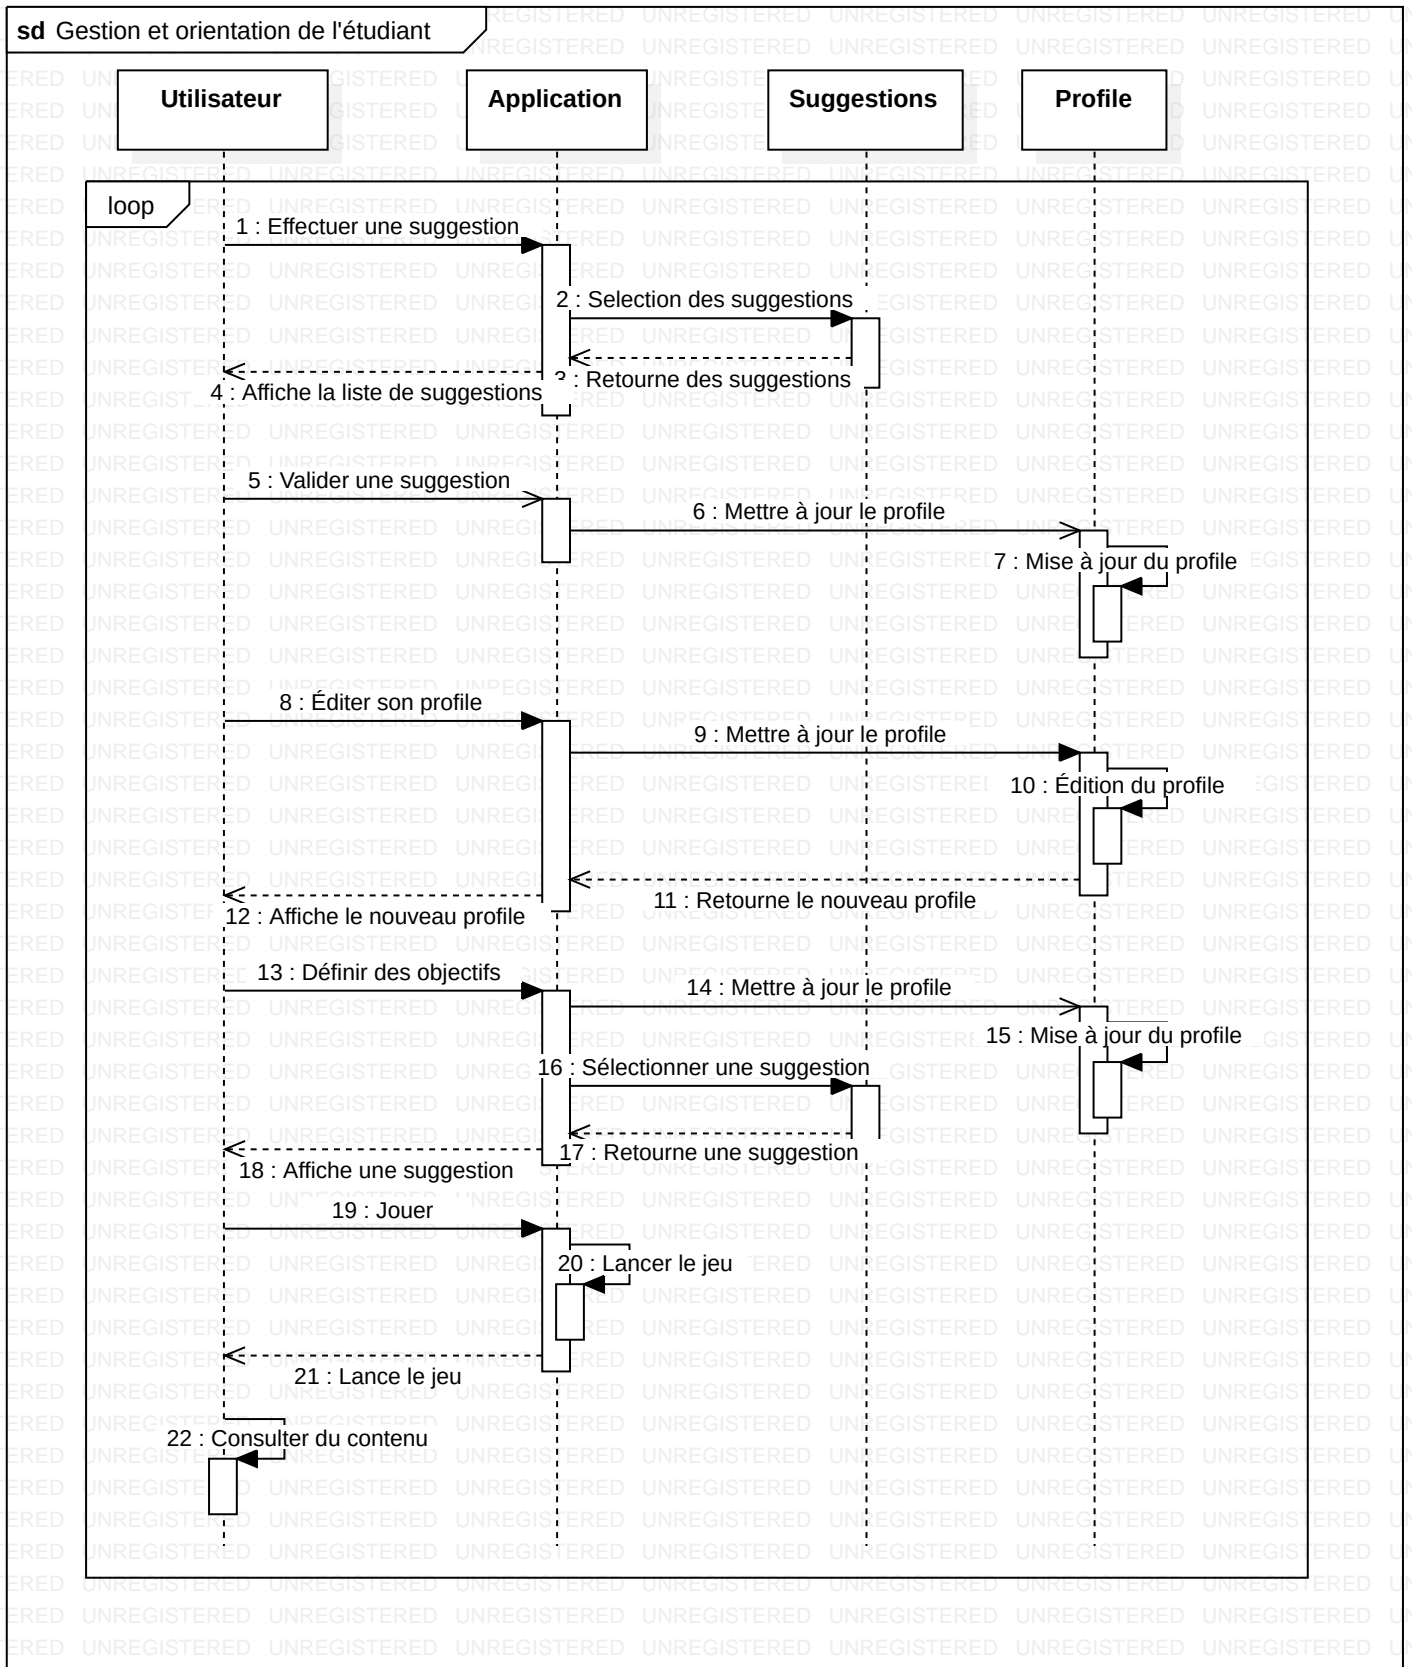 sd Gestion et orientation de l'étudiant
Utilisateur
Application
Suggestions
Profile
loop
1 : Effectuer une suggestion
2 : Selection des suggestions
3 : Retourne des suggestions
4 : Affiche la liste de suggestions
5 : Valider une suggestion
6 : Mettre à jour le profile
7 : Mise à jour du profile
8 : Éditer son profile
9 : Mettre à jour le profile
10 : Édition du profile
11 : Retourne le nouveau profile
12 : Affiche le nouveau profile
13 : Définir des objectifs
14 : Mettre à jour le profile
15 : Mise à jour du profile
16 : Sélectionner une suggestion
17 : Retourne une suggestion
18 : Affiche une suggestion
19 : Jouer
20 : Lancer le jeu
21 : Lance le jeu
22 : Consulter du contenu
UNREGISTERED